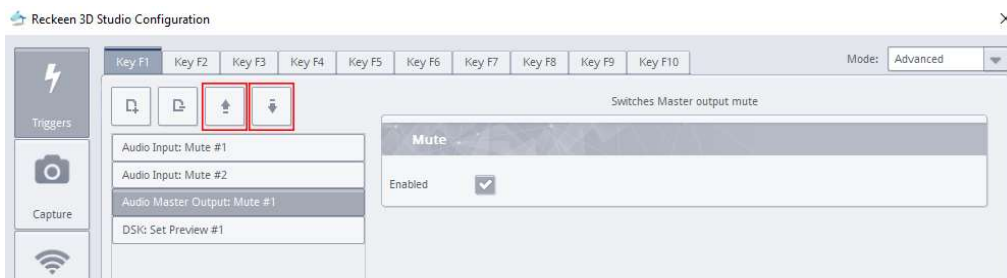 Reckeen 3D Studio Configuration
Key F1 Key F2 Key F3 Key F4 Key F5 Key F6 Key F7 Key F8 Key F9 Key F10 Mode: Advanced
Triggers
Switches Master output mute
Audio Input: Mute #1
Mute
Audio Input: Mute #2
Enabled
Audio Master Output: Mute #1
Capture
DSK: Set Preview #1